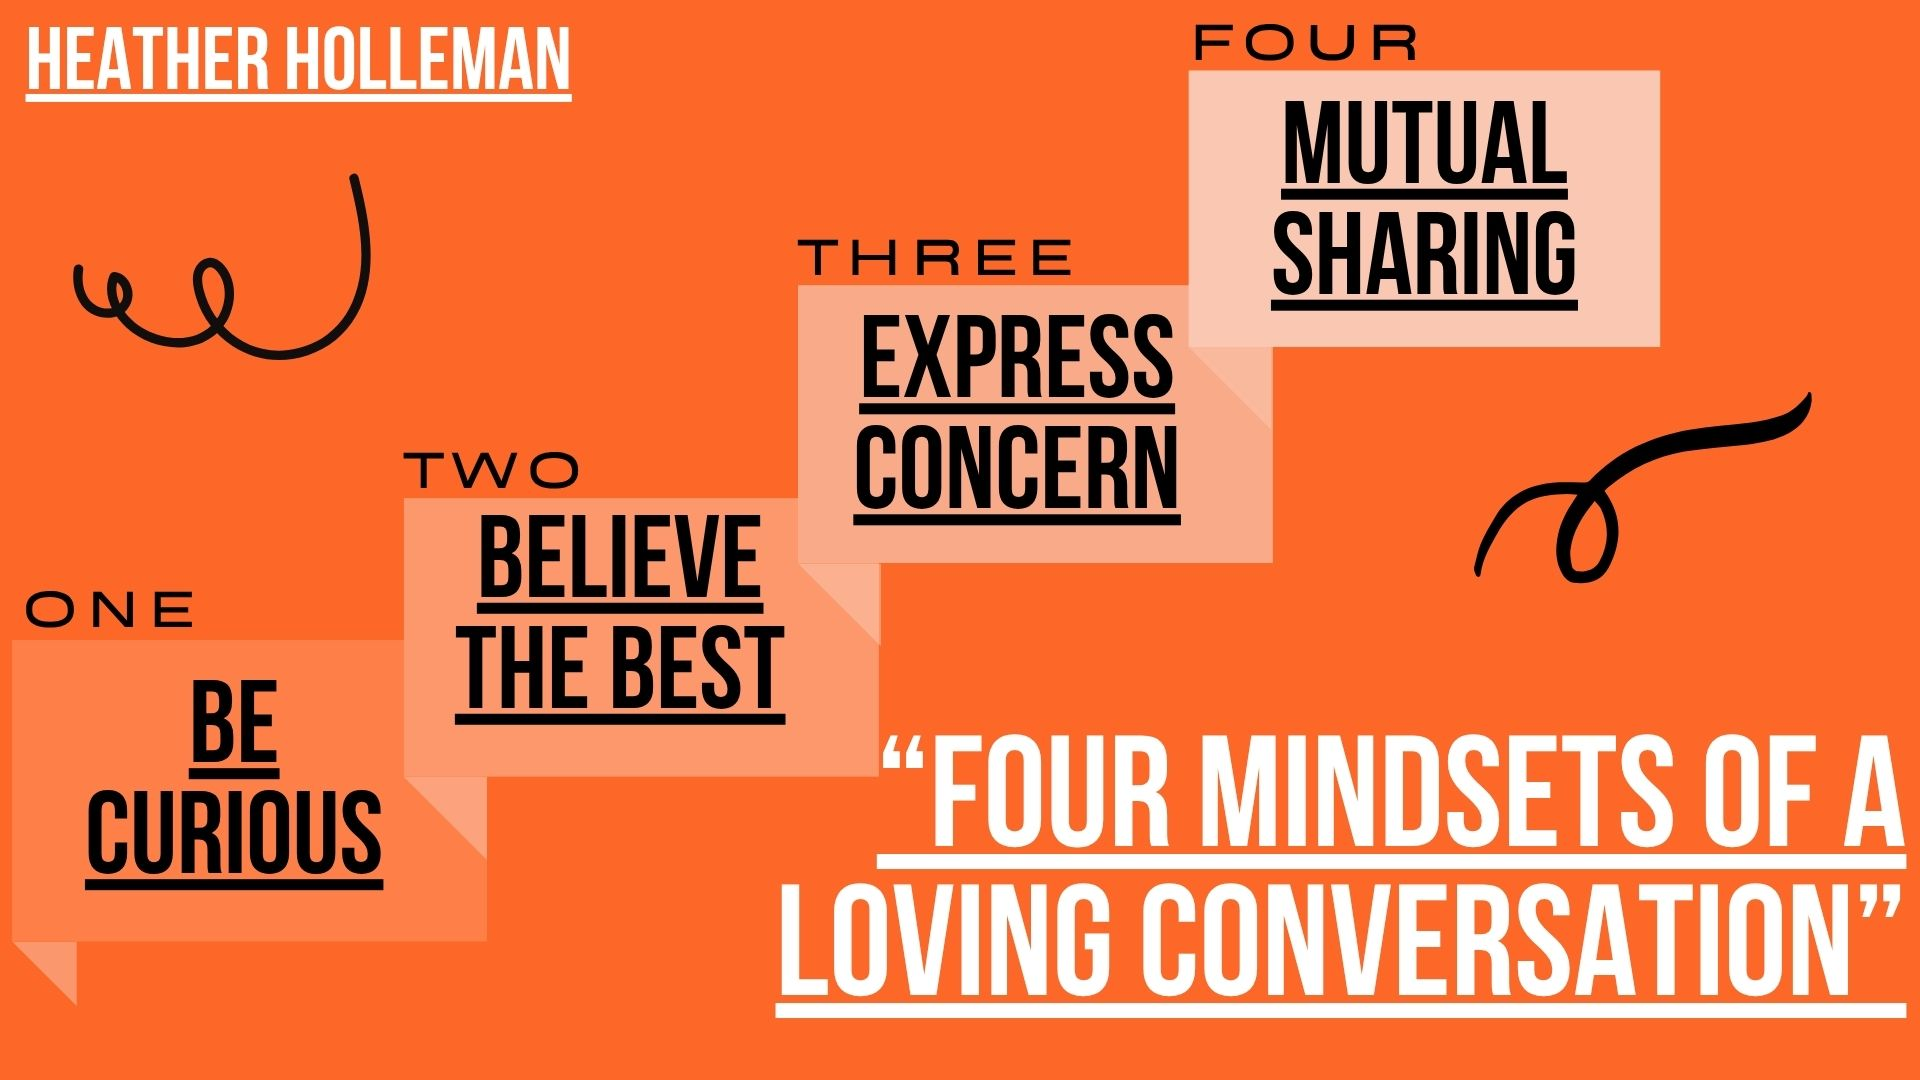 HEATHER HOLLEMAN
ONE
BE
CURIOUS
TWO
BELIEVE
THE BEST
THREE
EXPRESS
CONCERN
FOUR
MUTUAL
SHARING
“FOUR MINDSETS OF A
LOVING CONVERSATION”